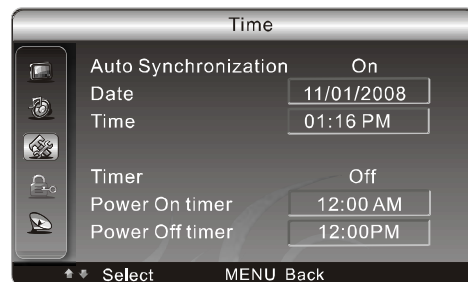 Time
Auto Synchronization On
Date 11/01/2008
Time 01:16 PM
Timer Off
Power On timer 12:00 AM
Power Off timer 12:00PM
Select MENU Back